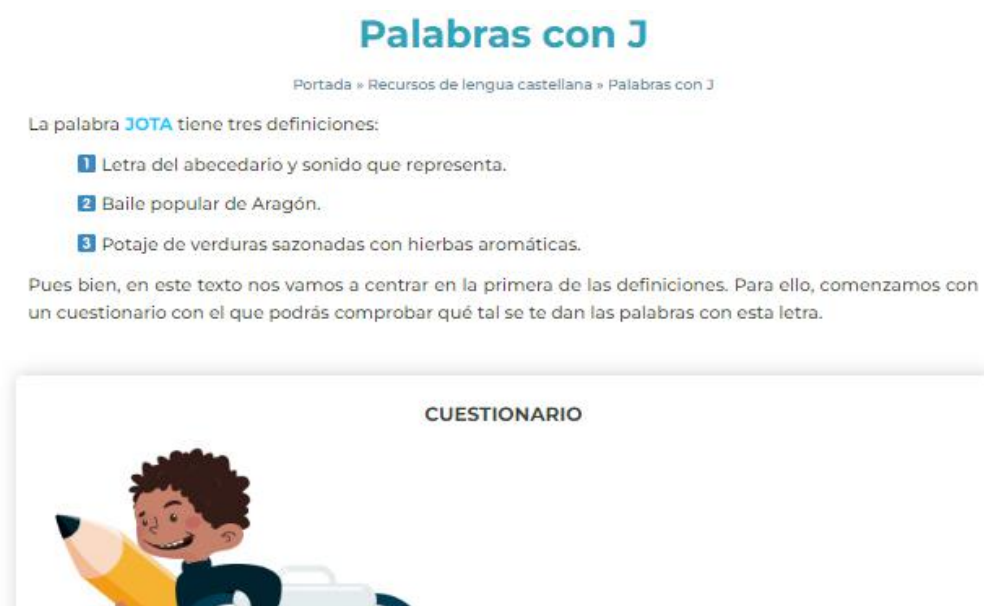 Palabras con J
Portada » Recursos de lengua castellana » Palabras con J
La palabra JOTA tiene tres definiciones:
1 Letra del abecedario y sonido que representa.
2 Baile popular de Aragón.
3 Potaje de verduras sazonadas con hierbas aromáticas.
Pues bien, en este texto nos vamos a centrar en la primera de las definiciones. Para ello, comenzamos con
un cuestionario con el que podrás comprobar qué tal se te dan las palabras con esta letra.
CUESTIONARIO